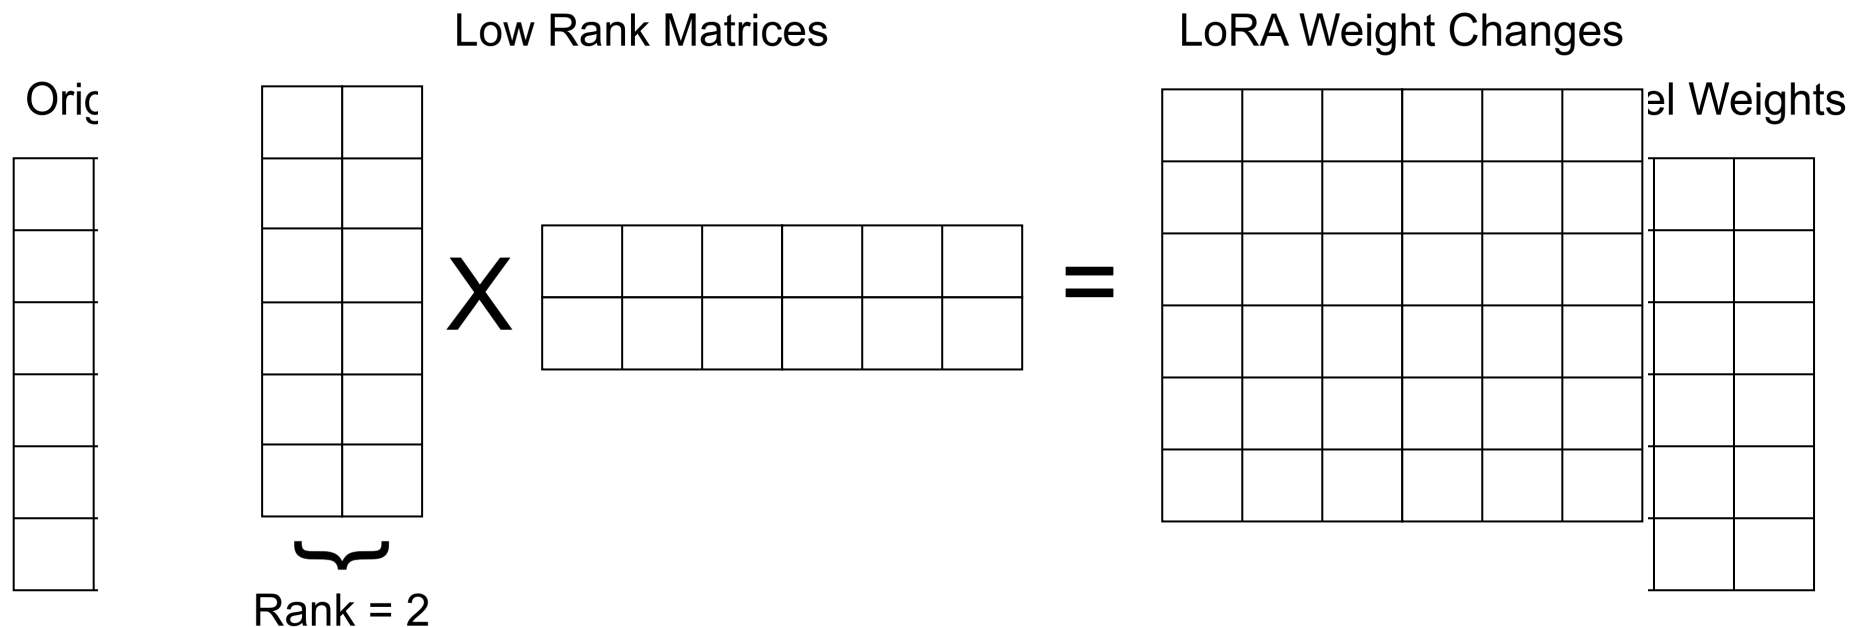 Low Rank Matrices
LoRA Weight Changes
Orig
el Weights
X
=
Rank = 2